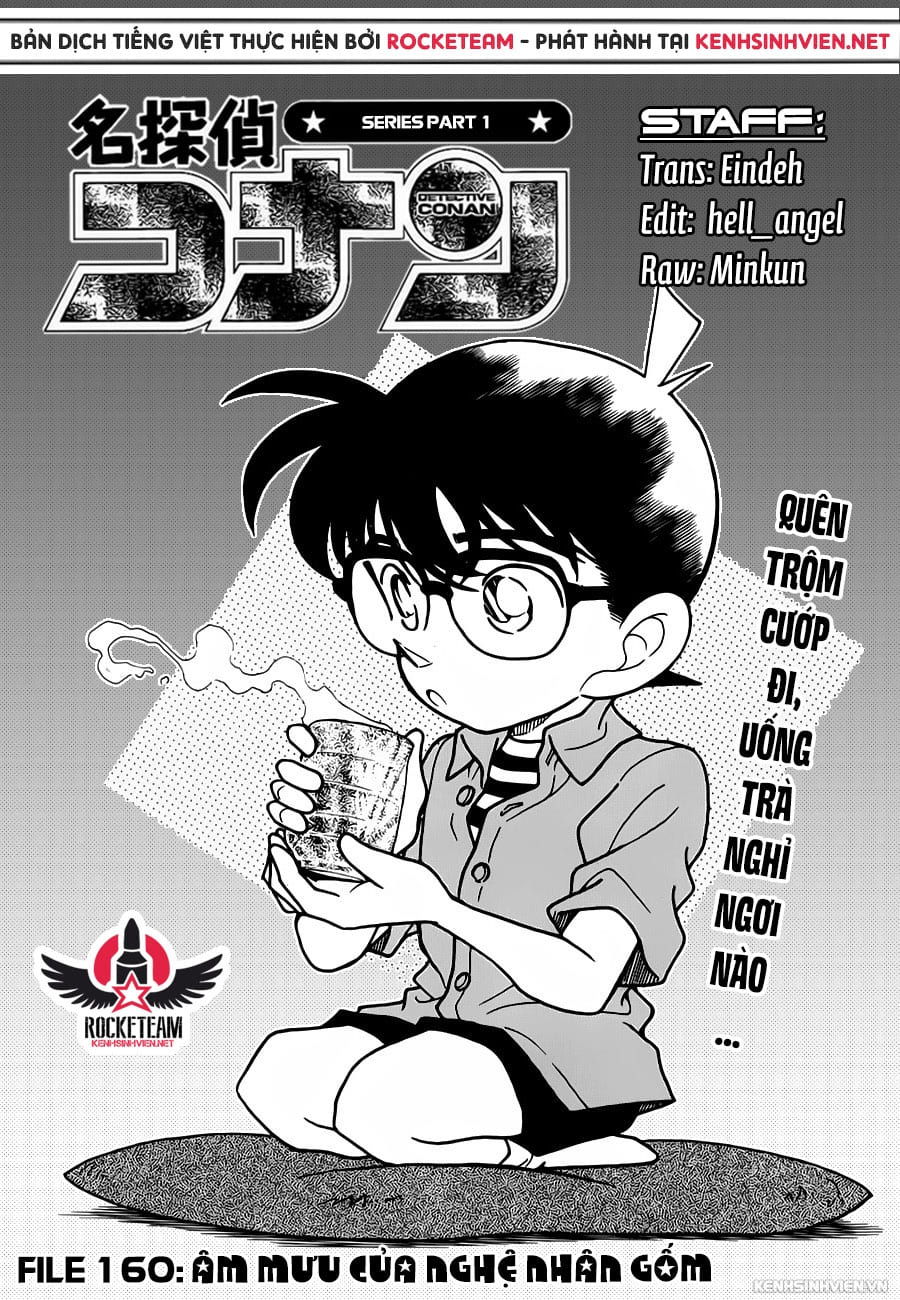 BẢN DỊCH TIẾNG VIỆT THỰC HIỆN BỞI ROCKETEAM - PHÁT HÀNH TẠI KENHSINHVIEN.NET
名探偵
SERIES PART 1
コナン
DETECTIVE
CONAN
STAFF:
Trans: Eindeh
Edit: hell_angel
Raw: Minkun
QUÊN
TRỘM
CƯỚP
ĐI,
UỐNG
TRÀ
NGHỈ
NGƠI
NÀO
...
ROCKETEAM
KENHSINHVIEN.NET
FILE 160: ÂM MƯU CỦA NGHỆ NHÂN GỐM
KENHSINHVIEN.VN